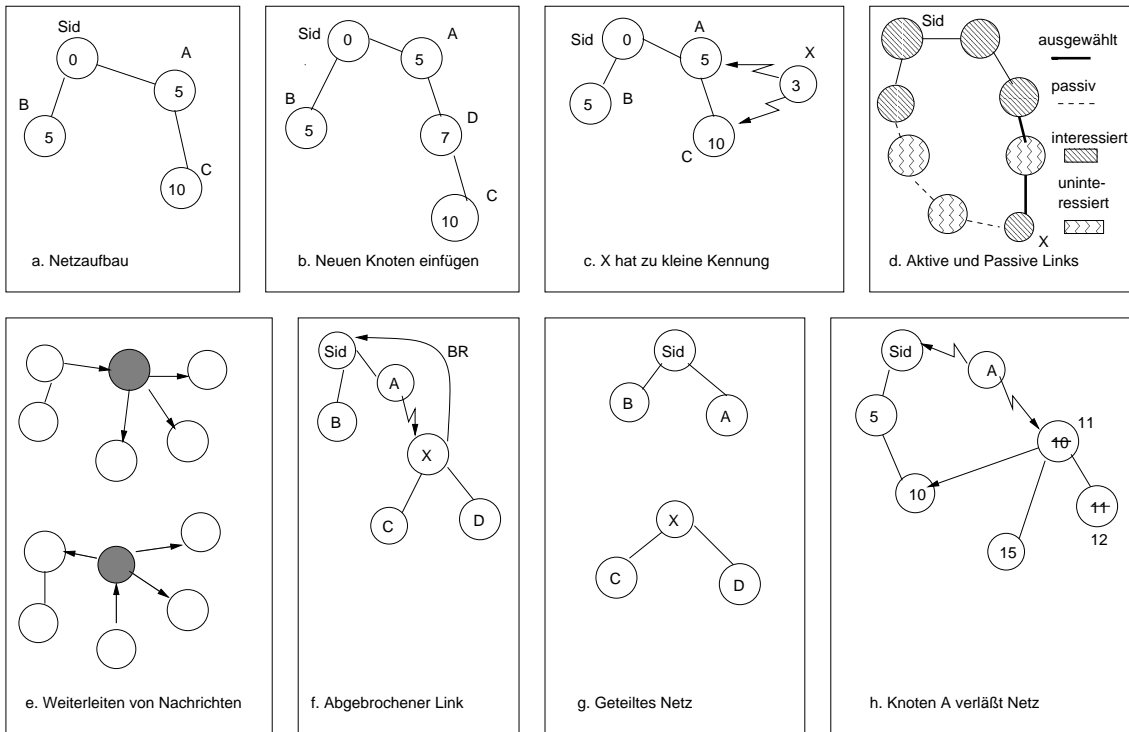 Sid
0
A
5
B
5
C
10
a. Netzaufbau
Sid
0
A
5
B
5
D
7
C
10
b. Neuen Knoten einfügen
Sid
0
A
5
X
3
5
B
10
C
c. X hat zu kleine Kennung
Sid
ausgewählt
passiv
interessiert
uninte-
ressiert
X
d. Aktive und Passive Links
e. Weiterleiten von Nachrichten
Sid
BR
A
B
X
C
D
f. Abgebrochener Link
Sid
B
A
X
C
D
g. Geteiltes Netz
Sid
A
5
11
10
10
11
12
15
h. Knoten A verläßt Netz